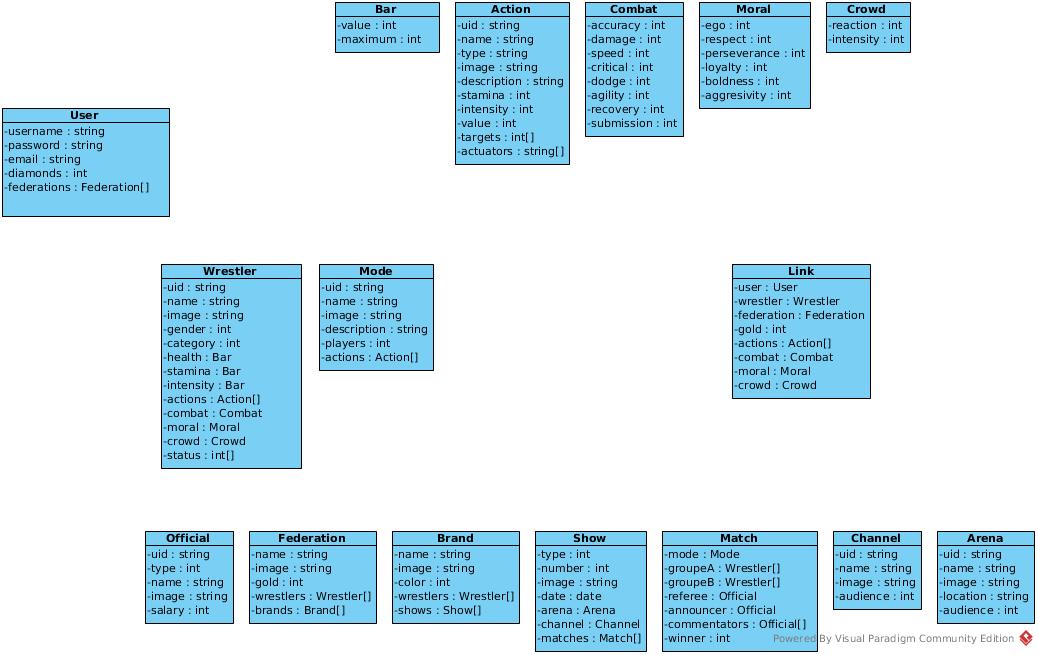 Bar
-value : int
-maximum : int
Action
-uid : string
-name : string
-type : string
-image : string
-description : string
-stamina : int
-intensity : int
-value : int
-targets : int[]
-actuators : string[]
Combat
-accuracy : int
-damage : int
-speed : int
-critical : int
-dodge : int
-agility : int
-recovery : int
-submission : int
Moral
-ego : int
-respect : int
-perseverance : int
-loyalty : int
-boldness : int
-aggresivity : int
Crowd
-reaction : int
-intensity : int
User
-username : string
-password : string
-email : string
-diamonds : int
-federations : Federation[]
Wrestler
-uid : string
-name : string
-image : string
-gender : int
-category : int
-health : Bar
-stamina : Bar
-intensity : Bar
-actions : Action[]
-combat : Combat
-moral : Moral
-crowd : Crowd
-status : int[]
Mode
-uid : string
-name : string
-image : string
-description : string
-players : int
-actions : Action[]
Link
-user : User
-wrestler : Wrestler
-federation : Federation
-gold : int
-actions : Action[]
-combat : Combat
-moral : Moral
-crowd : Crowd
Official
-uid : string
-type : int
-name : string
-image : string
-salary : int
Federation
-name : string
-image : string
-gold : int
-wrestlers : Wrestler[]
-brands : Brand[]
Brand
-name : string
-image : string
-color : int
-wrestlers : Wrestler[]
-shows : Show[]
Show
-type : int
-number : int
-image : string
-date : date
-arena : Arena
-channel : Channel
-matches : Match[]
Match
-mode : Mode
-groupeA : Wrestler[]
-groupeB : Wrestler[]
-referee : Official
-announcer : Official
-commentators : Official[]
-winner : int
Channel
-uid : string
-name : string
-image : string
-audience : int
Arena
-uid : string
-name : string
-image : string
-location : string
-audience : int
Powered By Visual Paradigm Community Edition